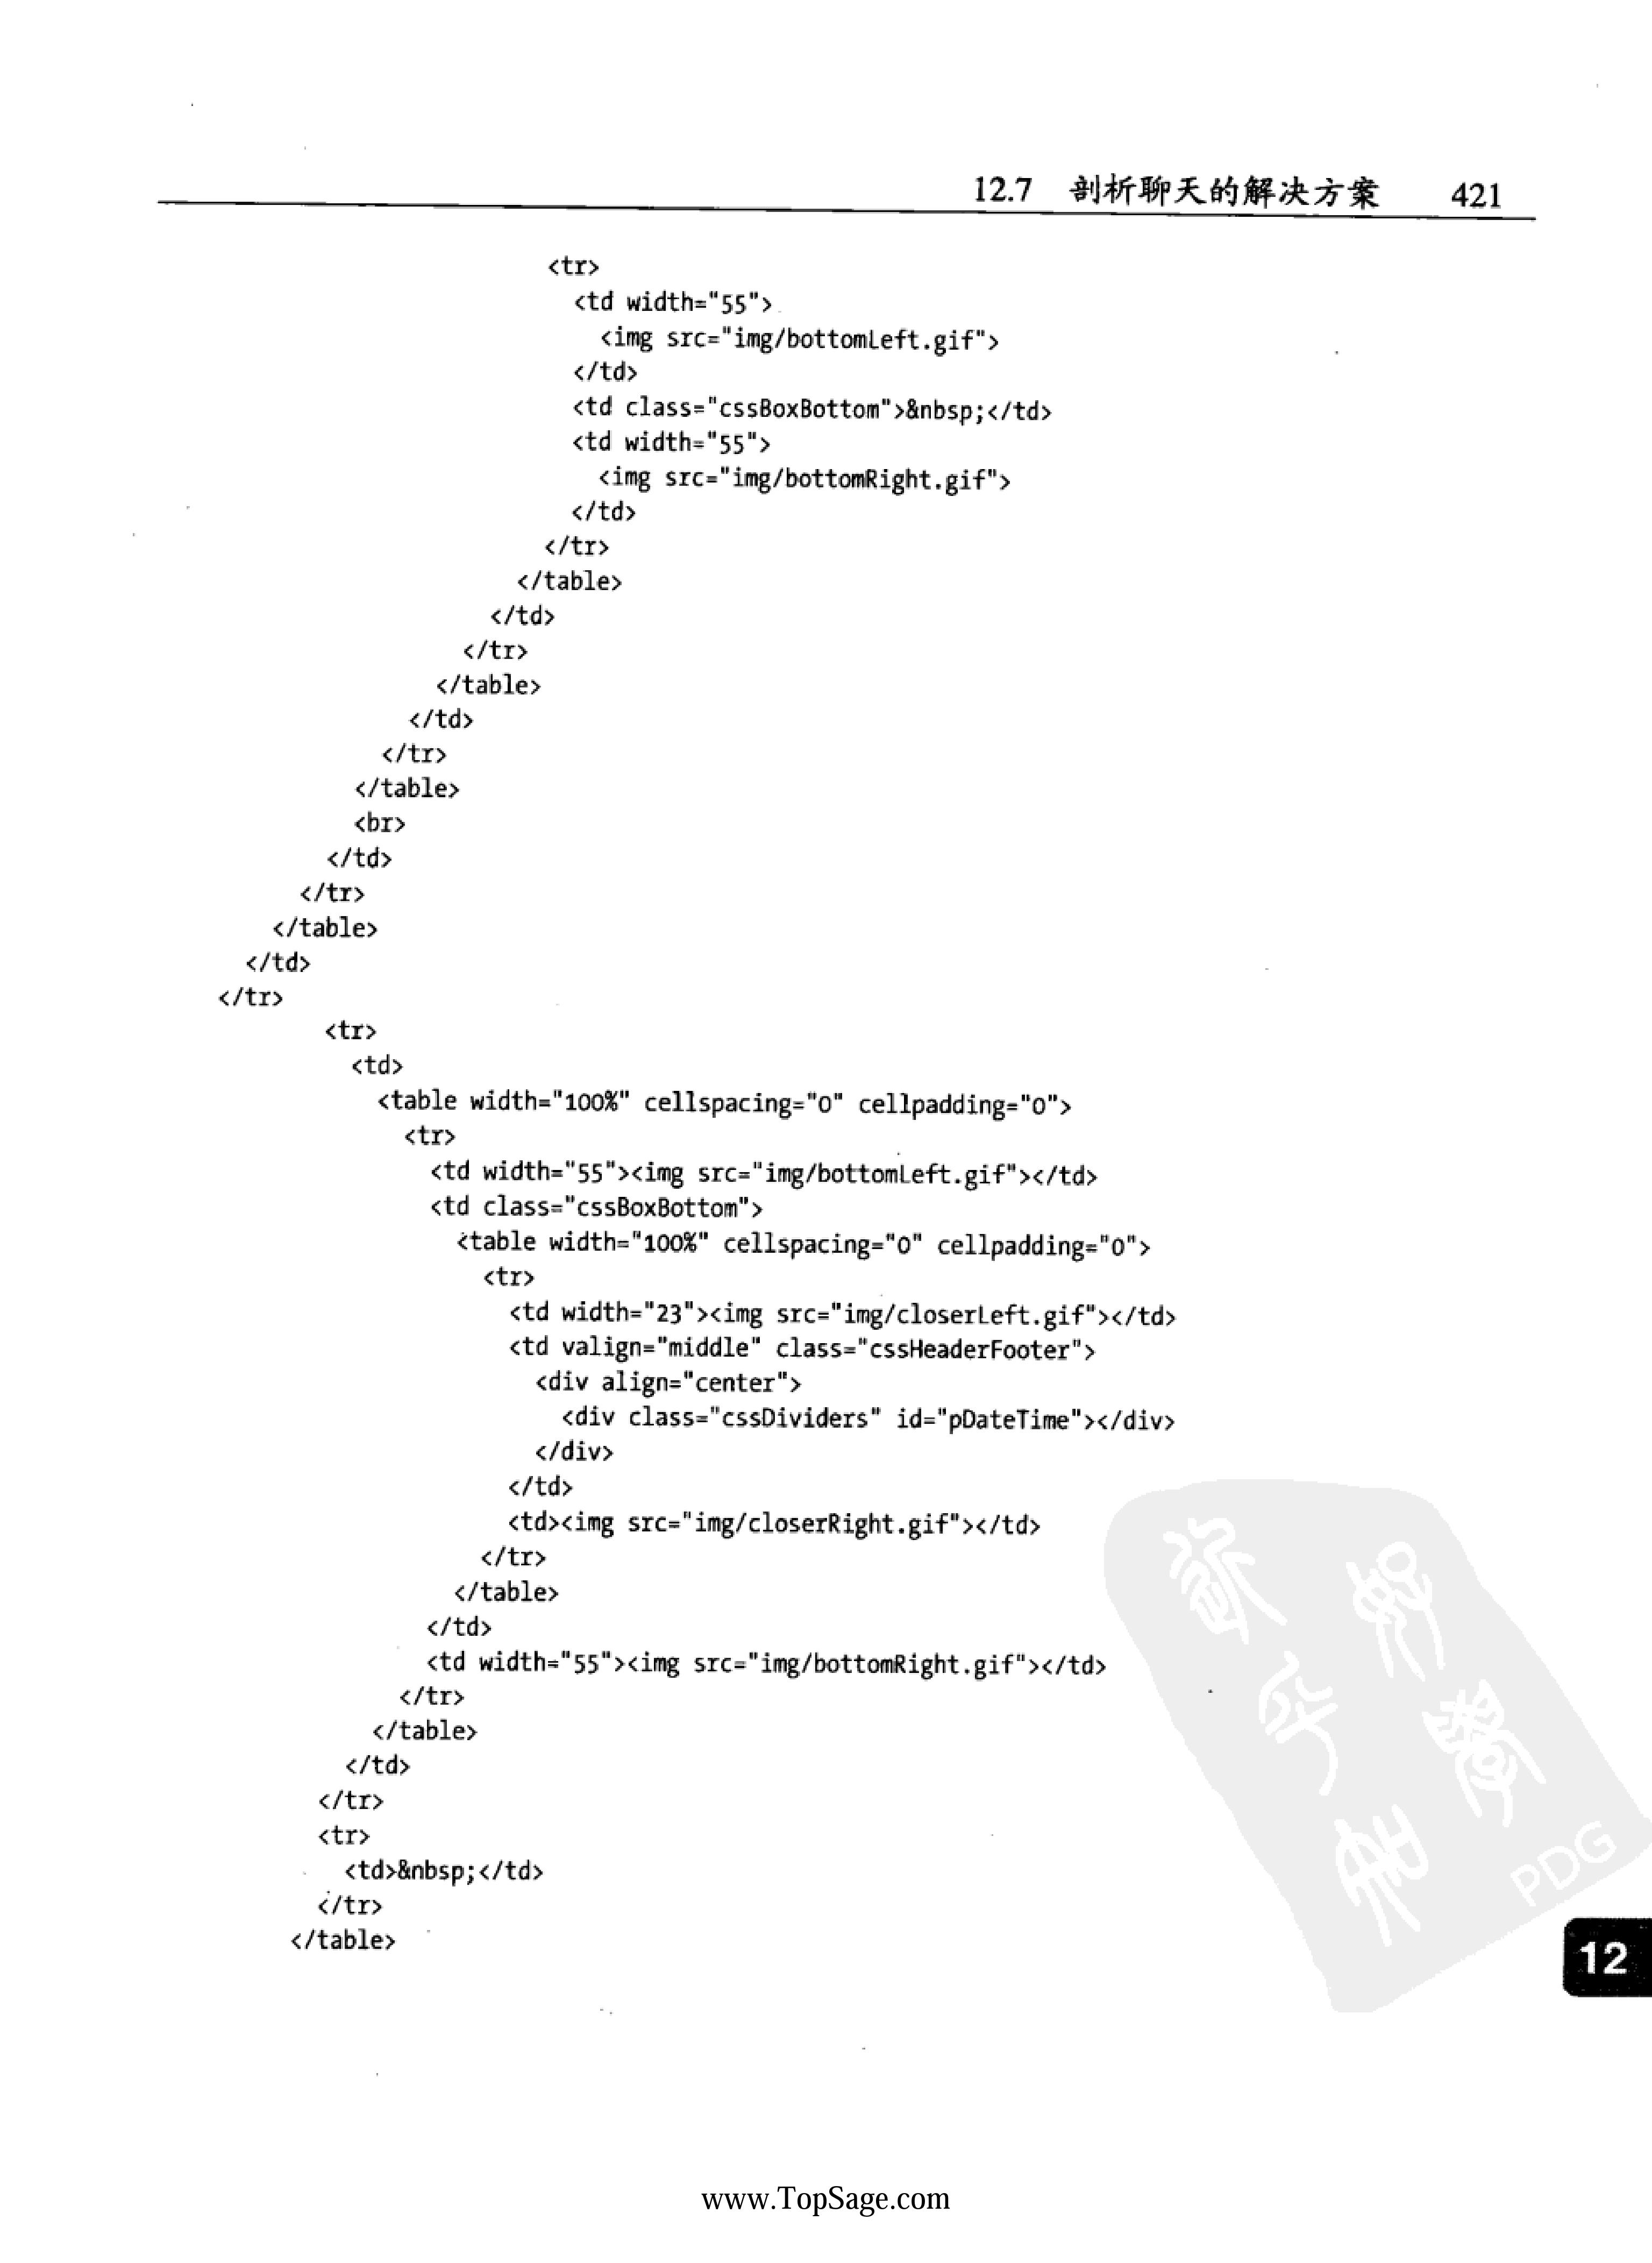 12.7 剖析聊天的解决方案 421
<tr>
<td width="55">
<img src="img/bottomLeft.gif">
</td>
<td class="cssBoxBottom">&nbsp;</td>
<td width="55">
<img src="img/bottomRight.gif">
</td>
</tr>
</table>
</td>
</tr>
</table>
</td>
</tr>
</table>
<br>
</td>
</tr>
</table>
</td>
</tr>
<tr>
<td>
<table width="100%" cellspacing="0" cellpadding="0">
<tr>
<td width="55"><img src="img/bottomLeft.gif"></td>
<td class="cssBoxBottom">
<table width="100%" cellspacing="0" cellpadding="0">
<tr>
<td width="23"><img src="img/closerLeft.gif"></td>
<td valign="middle" class="cssHeaderFooter">
<div align="center">
<div class="cssDividers" id="pDateTime"></div>
</div>
</td>
<td><img src="img/closerRight.gif"></td>
</tr>
</table>
</td>
<td width="55"><img src="img/bottomRight.gif"></td>
</tr>
</table>
</td>
</tr>
<tr>
<td>&nbsp;</td>
</tr>
</table>
PDG
12
www.TopSage.com